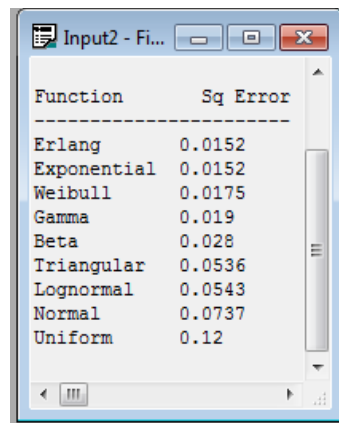 Input2 - Fi...
Function Sq Error
------------------------
Erlang 0.0152
Exponential 0.0152
Weibull 0.0175
Gamma 0.019
Beta 0.028
Triangular 0.0536
Lognormal 0.0543
Normal 0.0737
Uniform 0.12